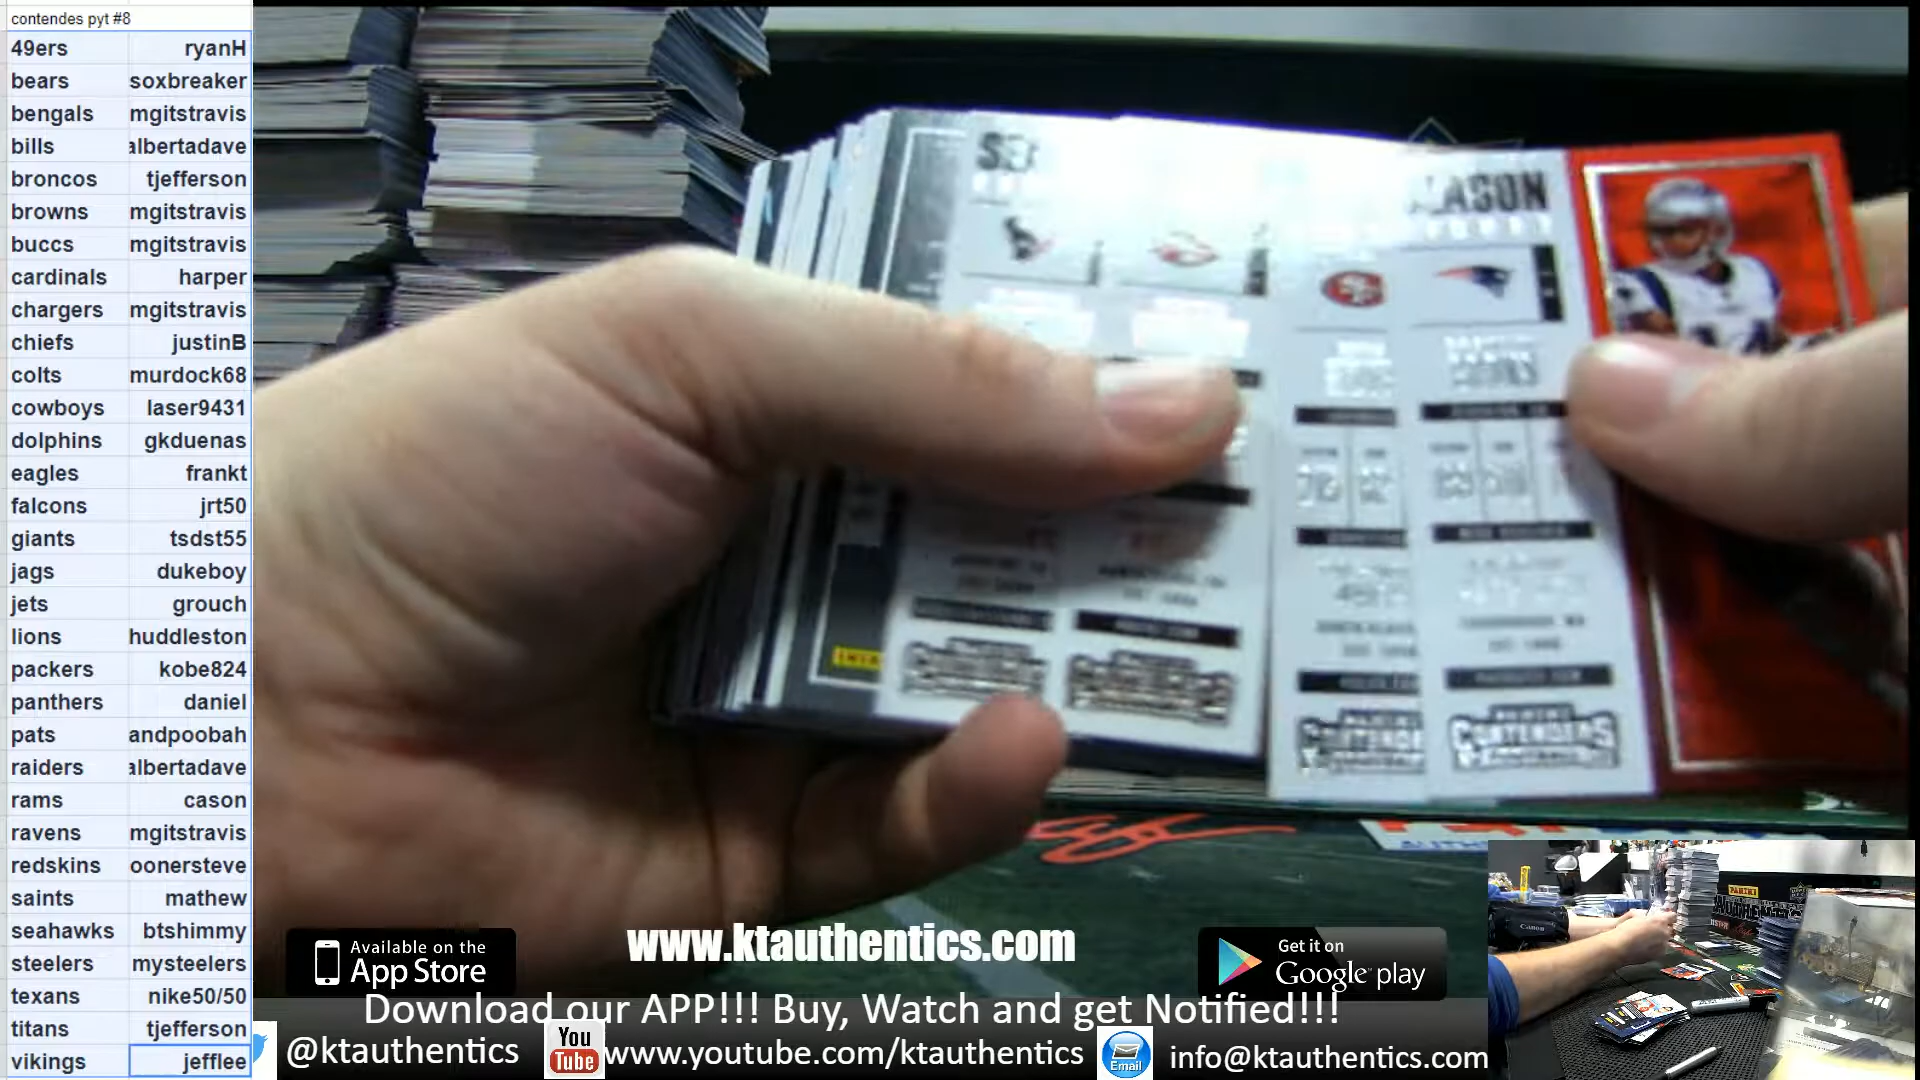 contendes pyt #8
49ers ryanH
bears soxbreaker
bengals mgitstravis
bills albertadave
broncos tjefferson
browns mgitstravis
buccs mgitstravis
cardinals harper
chargers mgitstravis
chiefs justinB
colts murdock68
cowboys laser9431
dolphins gkduenas
eagles frankt
falcons jrt50
giants tsdst55
jags dukeboy
jets grouch
lions huddleston
packers kobe824
panthers daniel
pats andpoobah
raiders albertadave
rams cason
ravens mgitstravis
redskins oonersteve
saints mathew
seahawks btshimmy
steelers mysteelers
texans nike50/50
titans tjefferson
vikings jefflee
ASON
CONTENDERS
Available on the
App Store
www.ktauthentics.com
Get it on
Google play
Download our APP!!! Buy, Watch and get Notified!!!
@ktauthentics
You
Tube
www.youtube.com/ktauthentics
Email
info@ktauthentics.com
PANINI